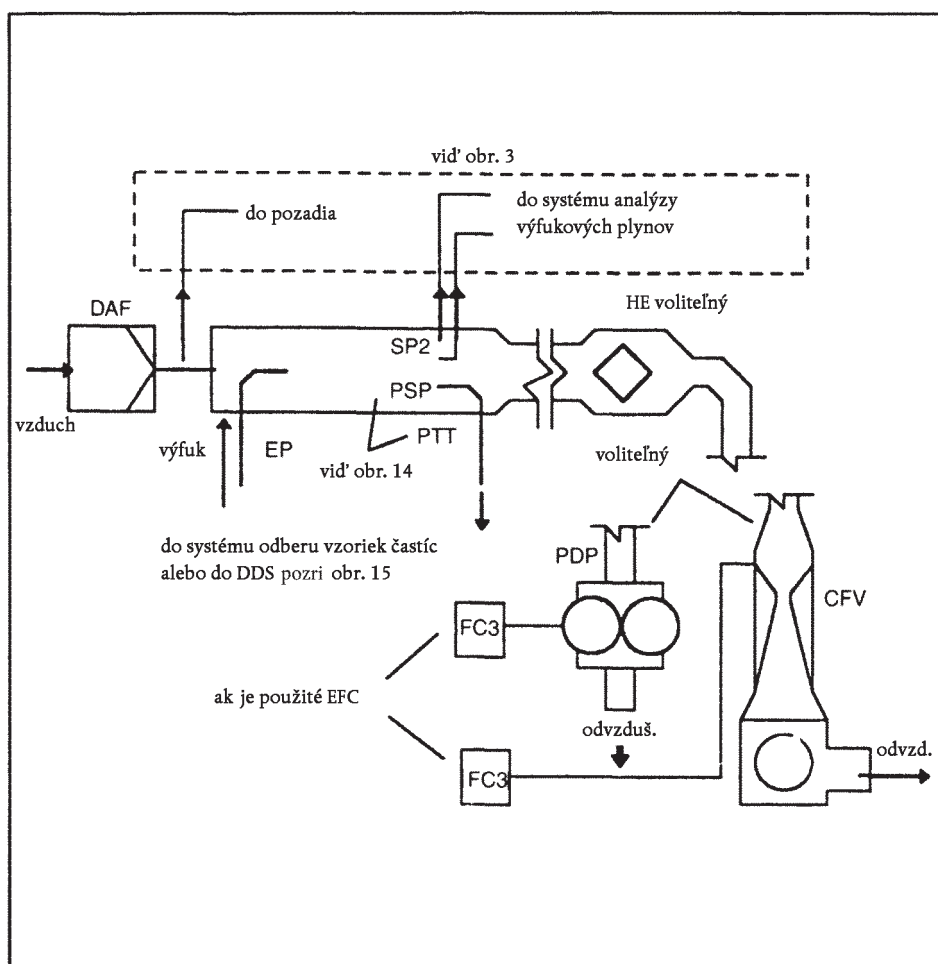 viď obr. 3
do pozadia
do systému analýzy
výfukových plynov
DAF
HE voliteľný
SP2
PSP
vzduch
výfuk
EP
PTT
viď obr. 14
voliteľný
do systému odberu vzoriek častíc
alebo do DDS pozri obr. 15
PDP
CFV
FC3
ak je použité EFC
odvzduš.
odvzd.
FC3